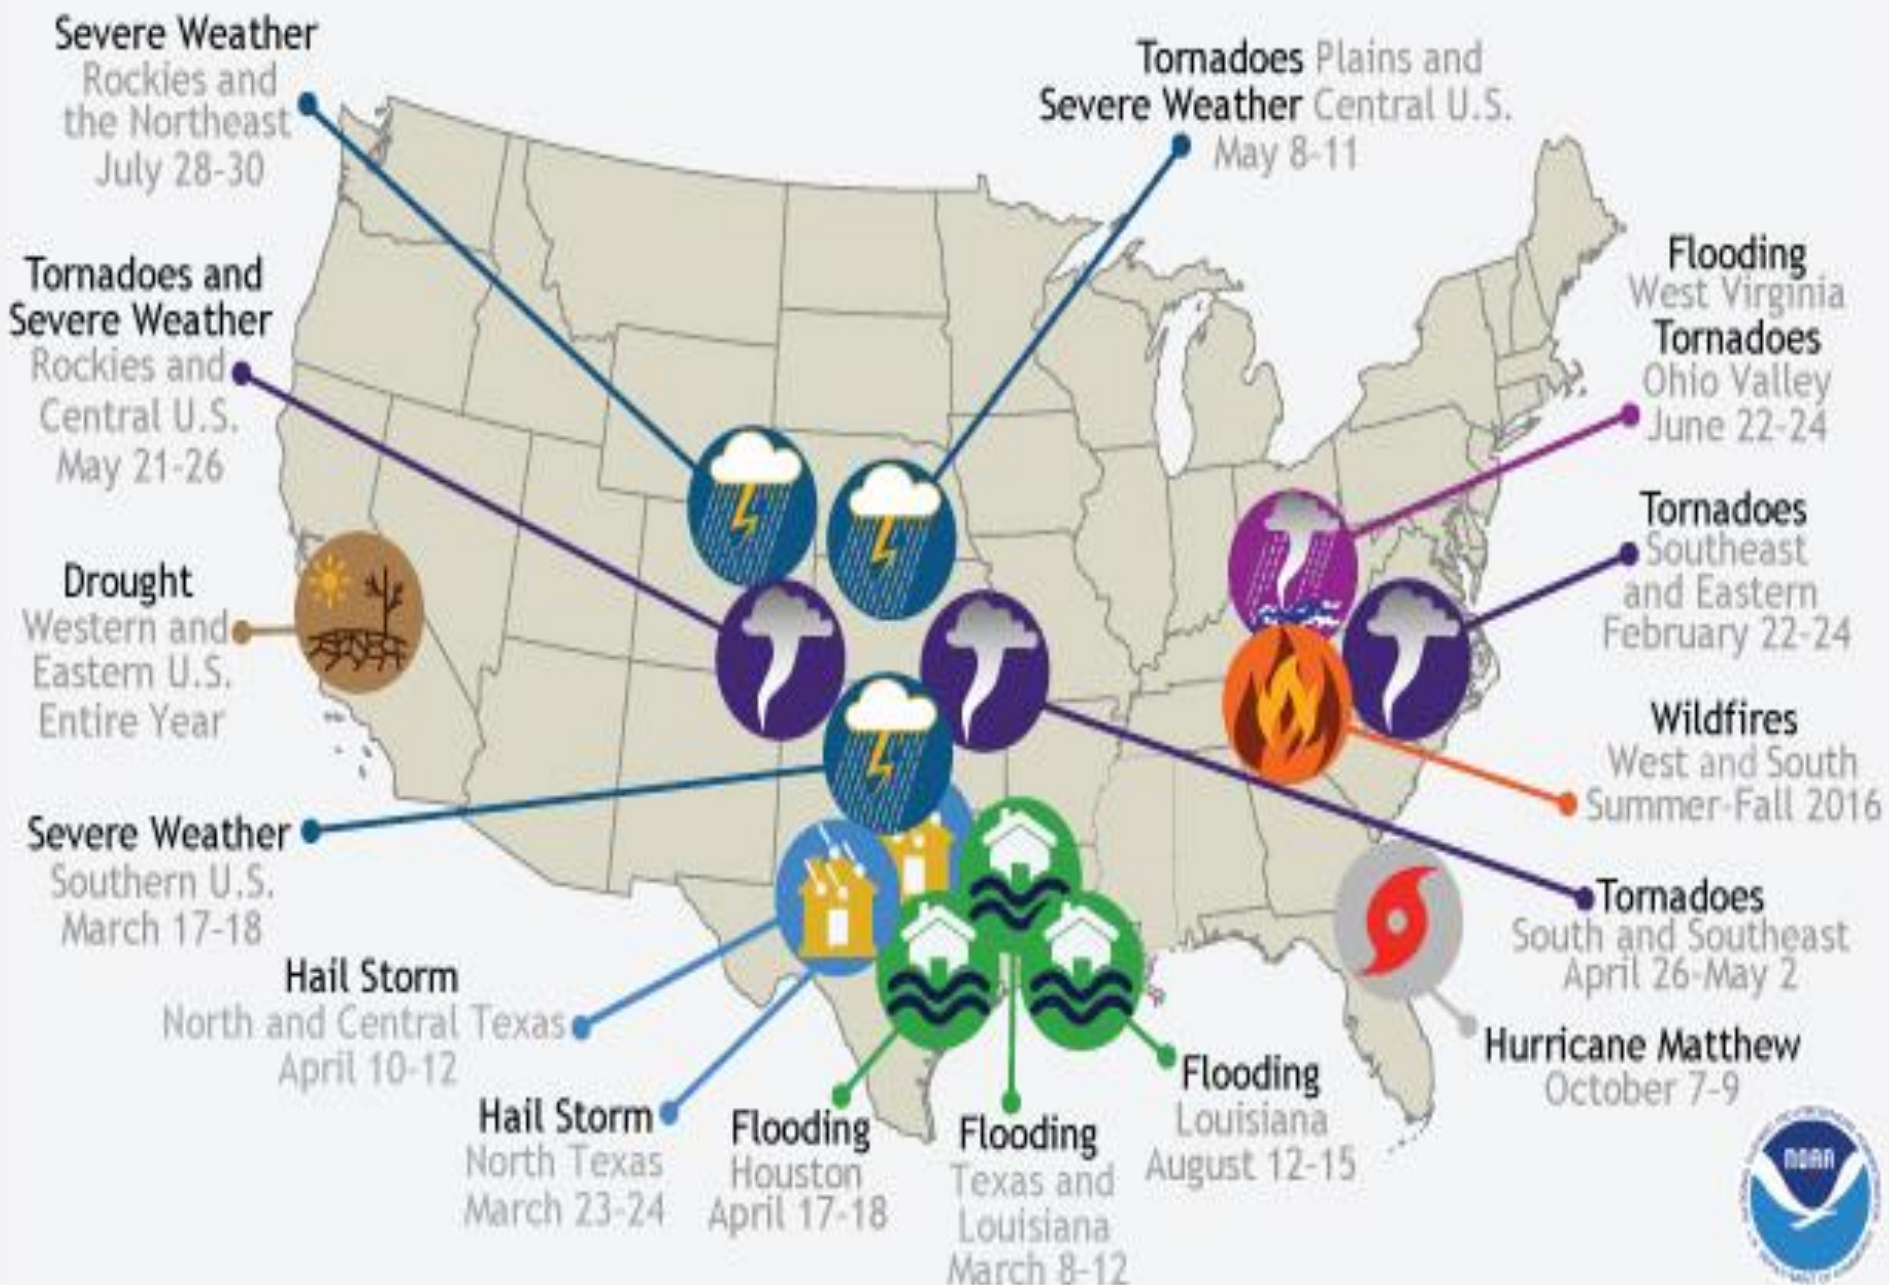 Severe Weather
Rockies and
the Northeast
July 28-30
Tornadoes Plains and
Severe Weather Central U.S.
May 8-11
Tornadoes and
Severe Weather
Rockies and
Central U.S.
May 21-26
Flooding
West Virginia
Tornadoes
Ohio Valley
June 22-24
Drought
Western and
Eastern U.S.
Entire Year
Tornadoes
Southeast
and Eastern
February 22-24
Wildfires
West and South
Summer-Fall 2016
Severe Weather
Southern U.S.
March 17-18
Tornadoes
South and Southeast
April 26-May 2
Hail Storm
North and Central Texas
April 10-12
Hurricane Matthew
October 7-9
Hail Storm
North Texas
March 23-24
Flooding
Houston
April 17-18
Flooding
Texas and
Louisiana
March 8-12
Flooding
Louisiana
August 12-15
NOAA